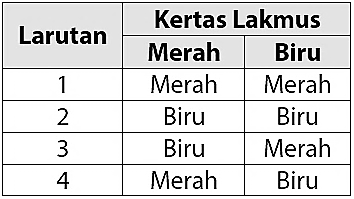 Larutan Kertas Lakmus
Merah Biru
1 Merah Merah
2 Biru Biru
3 Biru Merah
4 Merah Biru